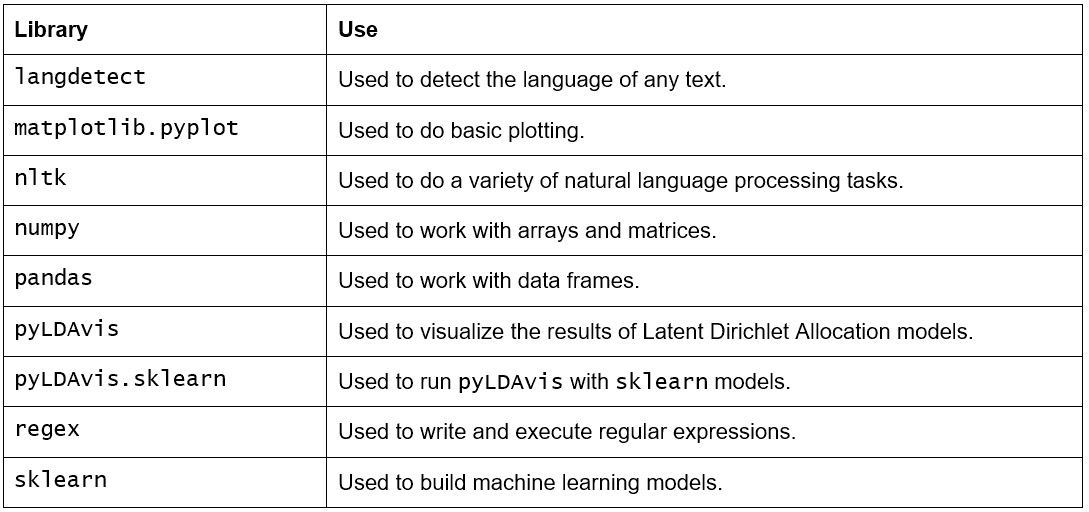 Library Use
langdetect Used to detect the language of any text.
matplotlib.pyplot Used to do basic plotting.
nltk Used to do a variety of natural language processing tasks.
numpy Used to work with arrays and matrices.
pandas Used to work with data frames.
pyLDAvis Used to visualize the results of Latent Dirichlet Allocation models.
pyLDAvis.sklearn Used to run pyLDAvis with sklearn models.
regex Used to write and execute regular expressions.
sklearn Used to build machine learning models.